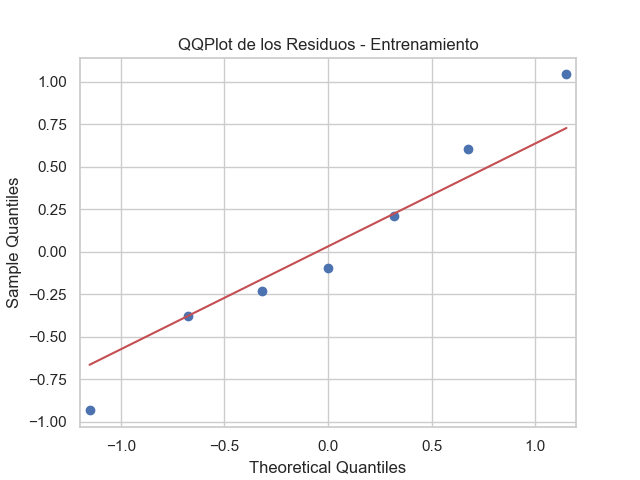 QQPlot de los Residuos - Entrenamiento
1.00
0.75
0.50
0.25
0.00
−0.25
−0.50
−0.75
−1.00
Sample Quantiles
−1.0 −0.5 0.0 0.5 1.0
Theoretical Quantiles